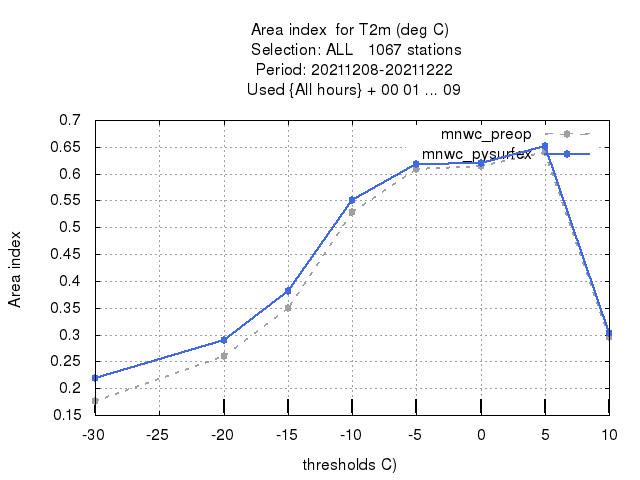 Area index  for T2m (deg C)
Selection: ALL   1067 stations
Period: 20211208-20211222
Used {All hours} + 00 01 ... 09
mnwc_preop
mnwc_pysurfex
0.7
0.65
0.6
0.55
0.5
0.45
0.4
0.35
0.3
0.25
0.2
0.15
Area index
-30 -25 -20 -15 -10 -5 0 5 10
thresholds C)